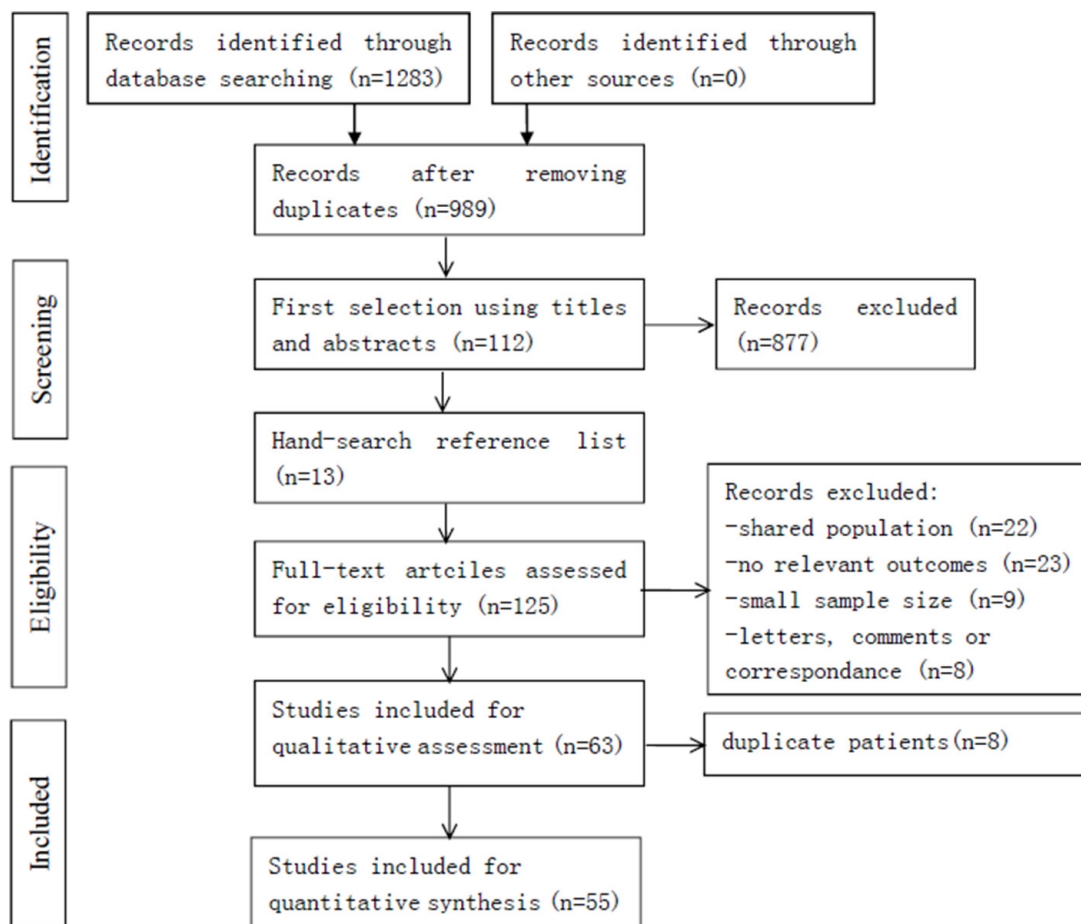 Identification
Records identified through
database searching (n=1283)
Records identified through
other sources (n=0)
Records after removing
duplicates (n=989)
Screening
First selection using titles
and abstracts (n=112)
Records excluded
(n=877)
Hand-search reference list
(n=13)
Eligibility
Full-text artciles assessed
for eligibility (n=125)
Records excluded:
-shared population (n=22)
-no relevant outcomes (n=23)
-small sample size (n=9)
-letters, comments or
correspondance (n=8)
Studies included for
qualitative assessment (n=63)
duplicate patients(n=8)
Included
Studies included for
quantitative synthesis (n=55)